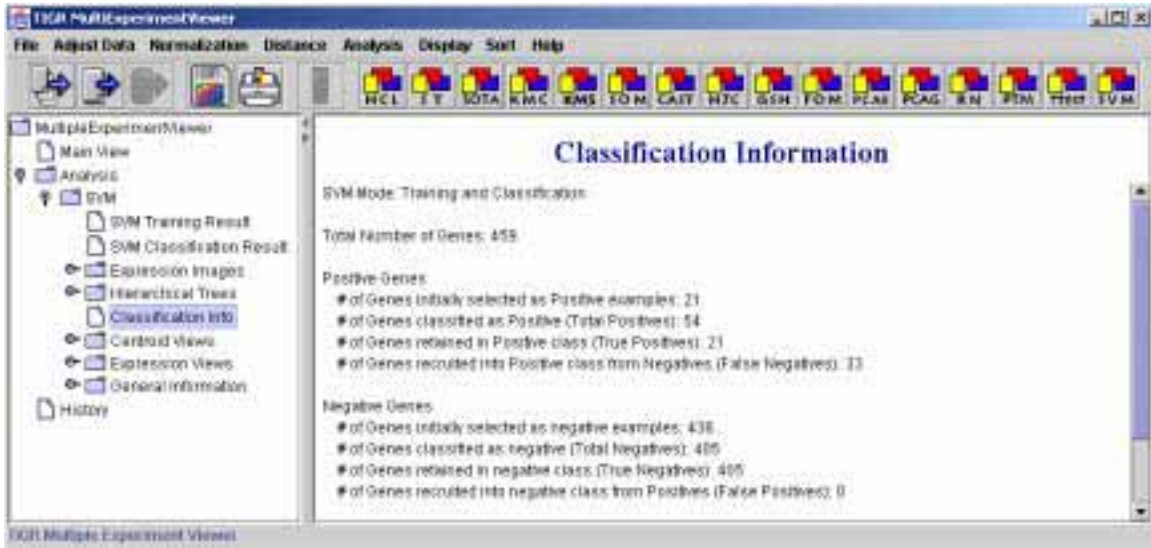 TIGR MultiExperimentViewer
File Adjust Data Normalization Distance Analysis Display Sort Help
HCL ST SOTA KMC KMS SOM CAST HJC GSH FOM PCAE PCAG RN PTM TTEST SVM
MultipleExperimentViewer
Main View
Analysis
SVM
SVM Training Result
SVM Classification Result
Expression Images
Hierarchical Trees
Classification Info
Centroid Views
Expression Views
General Information
History
Classification Information
SVM Mode: Training and Classification
Total Number of Genes: 459
Positive Genes
# of Genes initially selected as Positive examples: 21
# of Genes classified as Positive (Total Positives): 54
# of Genes retained in Positive class (True Positives): 21
# of Genes recruited into Positive class from Negatives (False Negatives): 33
Negative Genes
# of Genes initially selected as negative examples: 438
# of Genes classified as negative (Total Negatives): 405
# of Genes retained in negative class (True Negatives): 405
# of Genes recruited into negative class from Positives (False Positives): 0
TIGR Multiple Experiment Viewer